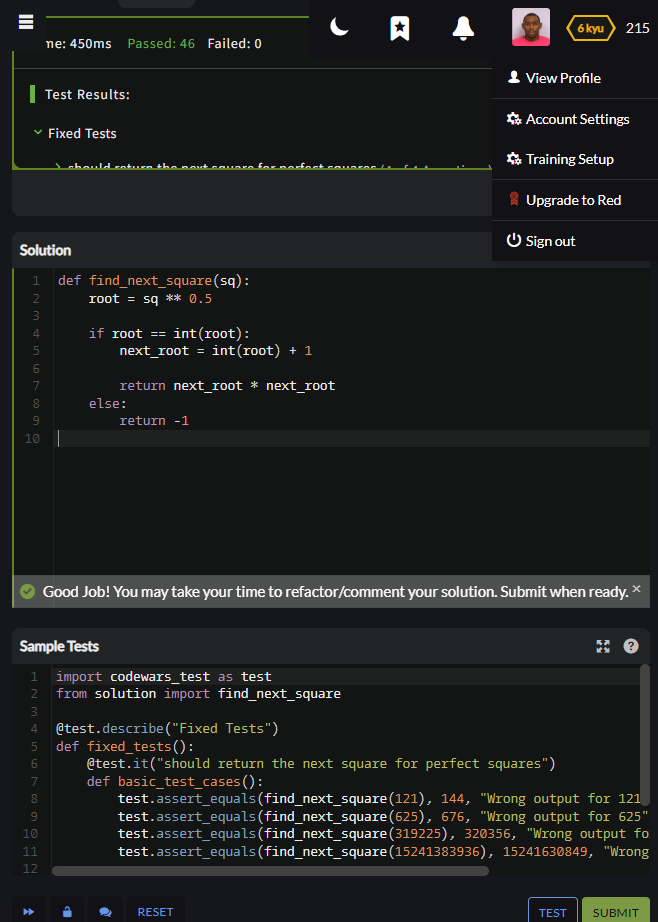 me: 450ms Passed: 46 Failed: 0
6 kyu 215
View Profile
Account Settings
Training Setup
Upgrade to Red
Sign out
Test Results:
Fixed Tests
should return the next square for perfect squares
Solution
1 def find_next_square(sq):
2 root = sq ** 0.5
3
4 if root == int(root):
5 next_root = int(root) + 1
6
7 return next_root * next_root
8 else:
9 return -1
10
Good Job! You may take your time to refactor/comment your solution. Submit when ready.
Sample Tests
1 import codewars_test as test
2 from solution import find_next_square
3
4 @test.describe("Fixed Tests")
5 def fixed_tests():
6 @test.it("should return the next square for perfect squares")
7 def basic_test_cases():
8 test.assert_equals(find_next_square(121), 144, "Wrong output for 121
9 test.assert_equals(find_next_square(625), 676, "Wrong output for 625"
10 test.assert_equals(find_next_square(319225), 320356, "Wrong output fo
11 test.assert_equals(find_next_square(15241383936), 15241630849, "Wrong
12
RESET
TEST
SUBMIT